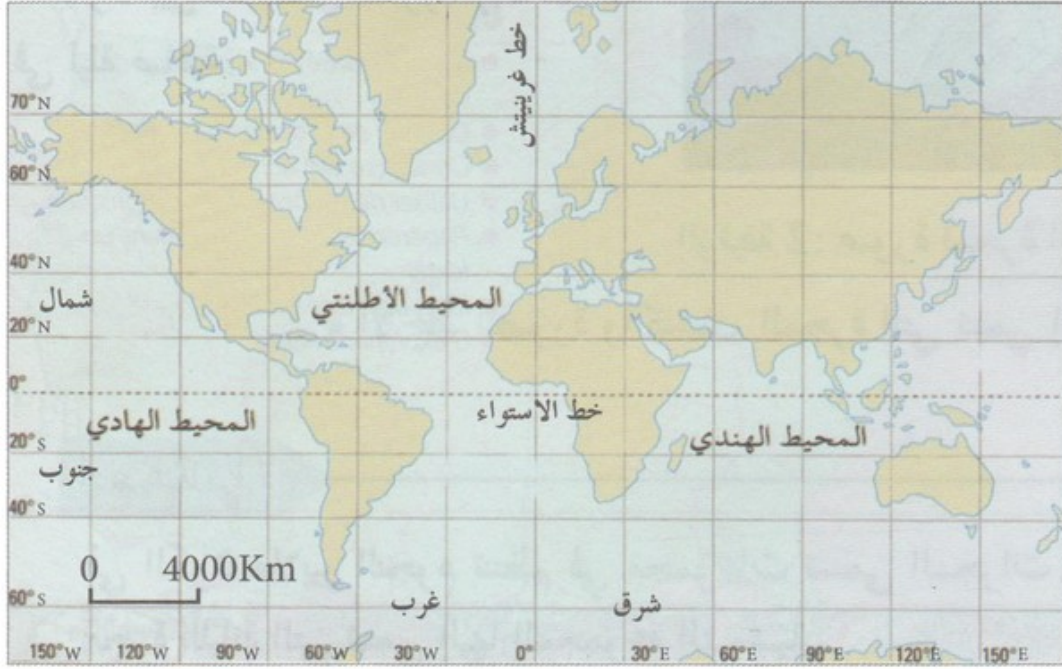 خط غرينيتش
70° N
60° N
40° N
شمال
المحيط الأطلنتي
20° N
0°
خط الاستواء
المحيط الهادي
المحيط الهندي
20° S
جنوب
40° S
0 4000Km
60° S
غرب
شرق
150° W 120° W 90° W 60° W 30° W 0° 30° E 60° E 90° E 120° E 150° E